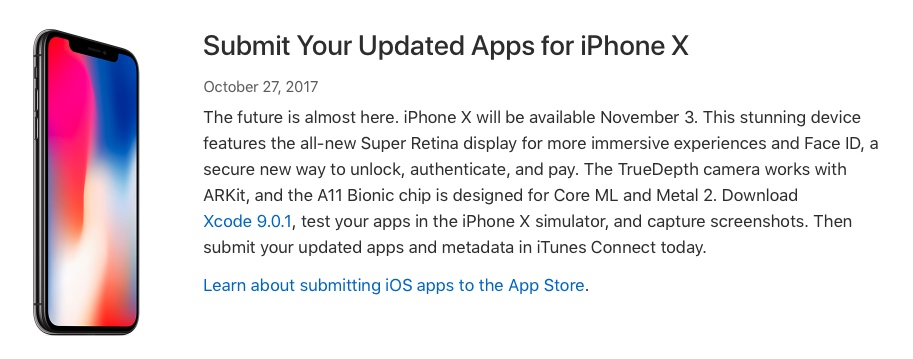 Submit Your Updated Apps for iPhone X
October 27, 2017
The future is almost here. iPhone X will be available November 3. This stunning device
features the all-new Super Retina display for more immersive experiences and Face ID, a
secure new way to unlock, authenticate, and pay. The TrueDepth camera works with
ARKit, and the A11 Bionic chip is designed for Core ML and Metal 2. Download
Xcode 9.0.1, test your apps in the iPhone X simulator, and capture screenshots. Then
submit your updated apps and metadata in iTunes Connect today.
Learn about submitting iOS apps to the App Store.